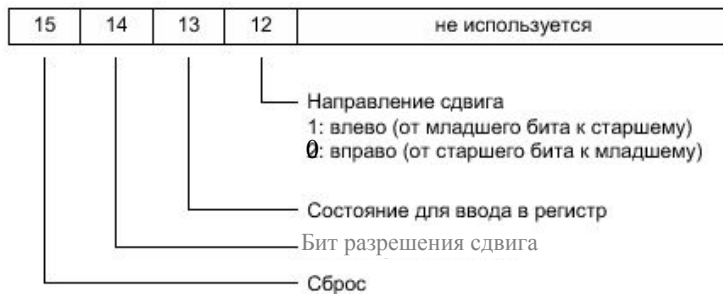 15 14 13 12 не используется
Направление сдвига
1: влево (от младшего бита к старшему)
0: вправо (от старшего бита к младшему)
Состояние для ввода в регистр
Бит разрешения сдвига
Сброс